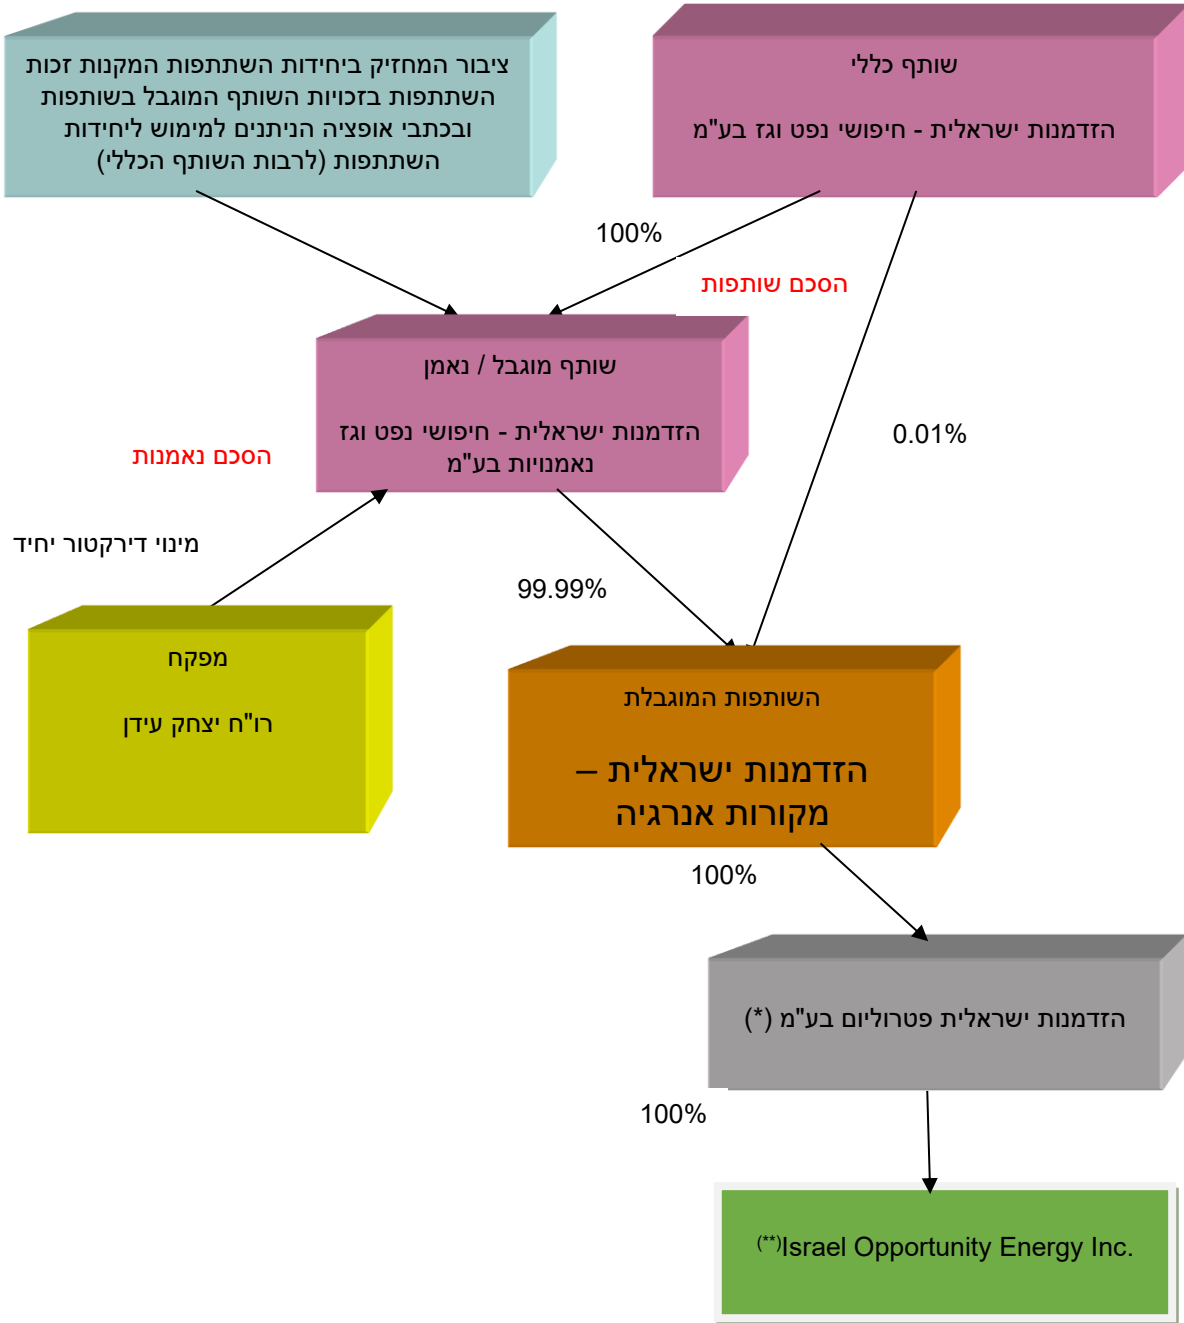 שותף כללי
הזדמנות ישראלית - חיפושי נפט וגז בע"מ
ציבור המחזיק ביחידות השתתפות המקנות זכות
השתתפות בזכויות השותף המוגבל בשותפות
ובכתבי אופציה הניתנים למימוש ליחידות
השתתפות (לרבות השותף הכללי)
100%
הסכם שותפות
שותף מוגבל / נאמן
הזדמנות ישראלית - חיפושי נפט וגז
נאמנויות בע"מ
0.01%
הסכם נאמנות
מינוי דירקטור יחיד
99.99%
מפקח
רו"ח יצחק עידן
השותפות המוגבלת
הזדמנות ישראלית –
מקורות אנרגיה
100%
הזדמנות ישראלית פטרוליום בע"מ (*)
100%
(**)Israel Opportunity Energy Inc.